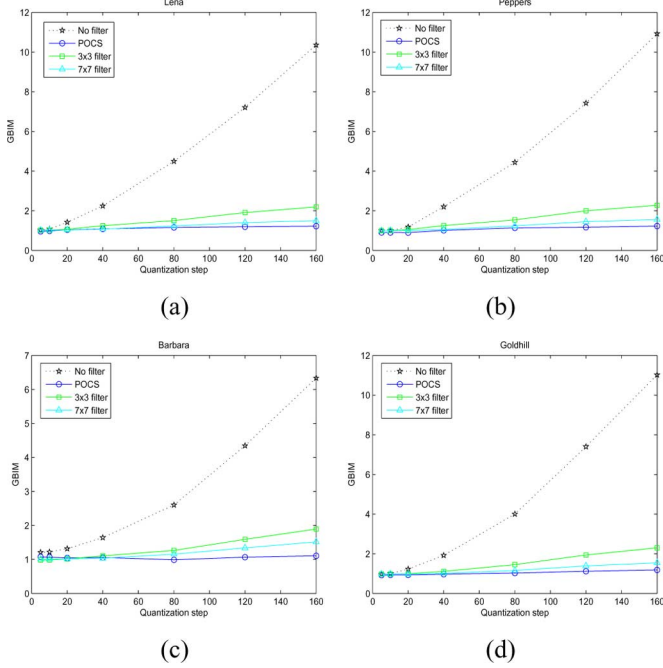 Lena
12
10
8
6
4
2
0
GBIM
No filter
POCS
3x3 filter
7x7 filter
0 20 40 60 80 100 120 140 160
Quantization step
(a)
Peppers
12
10
8
6
4
2
0
GBIM
No filter
POCS
3x3 filter
7x7 filter
0 20 40 60 80 100 120 140 160
Quantization step
(b)
Barbara
7
6
5
4
3
2
1
0
GBIM
No filter
POCS
3x3 filter
7x7 filter
0 20 40 60 80 100 120 140 160
Quantization step
(c)
Goldhill
12
10
8
6
4
2
0
GBIM
No filter
POCS
3x3 filter
7x7 filter
0 20 40 60 80 100 120 140 160
Quantization step
(d)